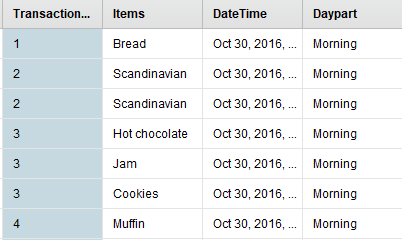 Transaction... Items DateTime Daypart
1 Bread Oct 30, 2016, ... Morning
2 Scandinavian Oct 30, 2016, ... Morning
2 Scandinavian Oct 30, 2016, ... Morning
3 Hot chocolate Oct 30, 2016, ... Morning
3 Jam Oct 30, 2016, ... Morning
3 Cookies Oct 30, 2016, ... Morning
4 Muffin Oct 30, 2016, ... Morning